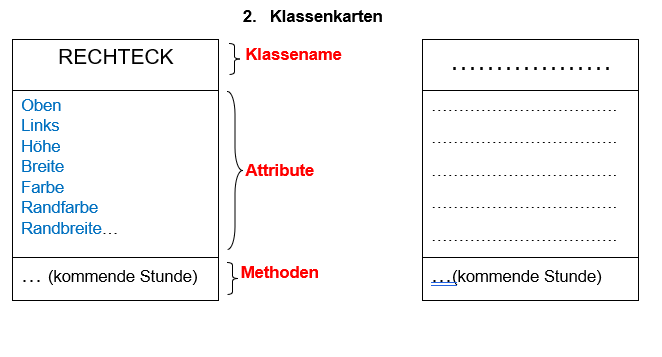 2. Klassenkarten
RECHTECK
Klassename
Oben
Links
Höhe
Breite
Farbe
Randfarbe
Randbreite…
Attribute
… (kommende Stunde)
Methoden
………………
……………………………
……………………………
……………………………
……………………………
……………………………
…(kommende Stunde)